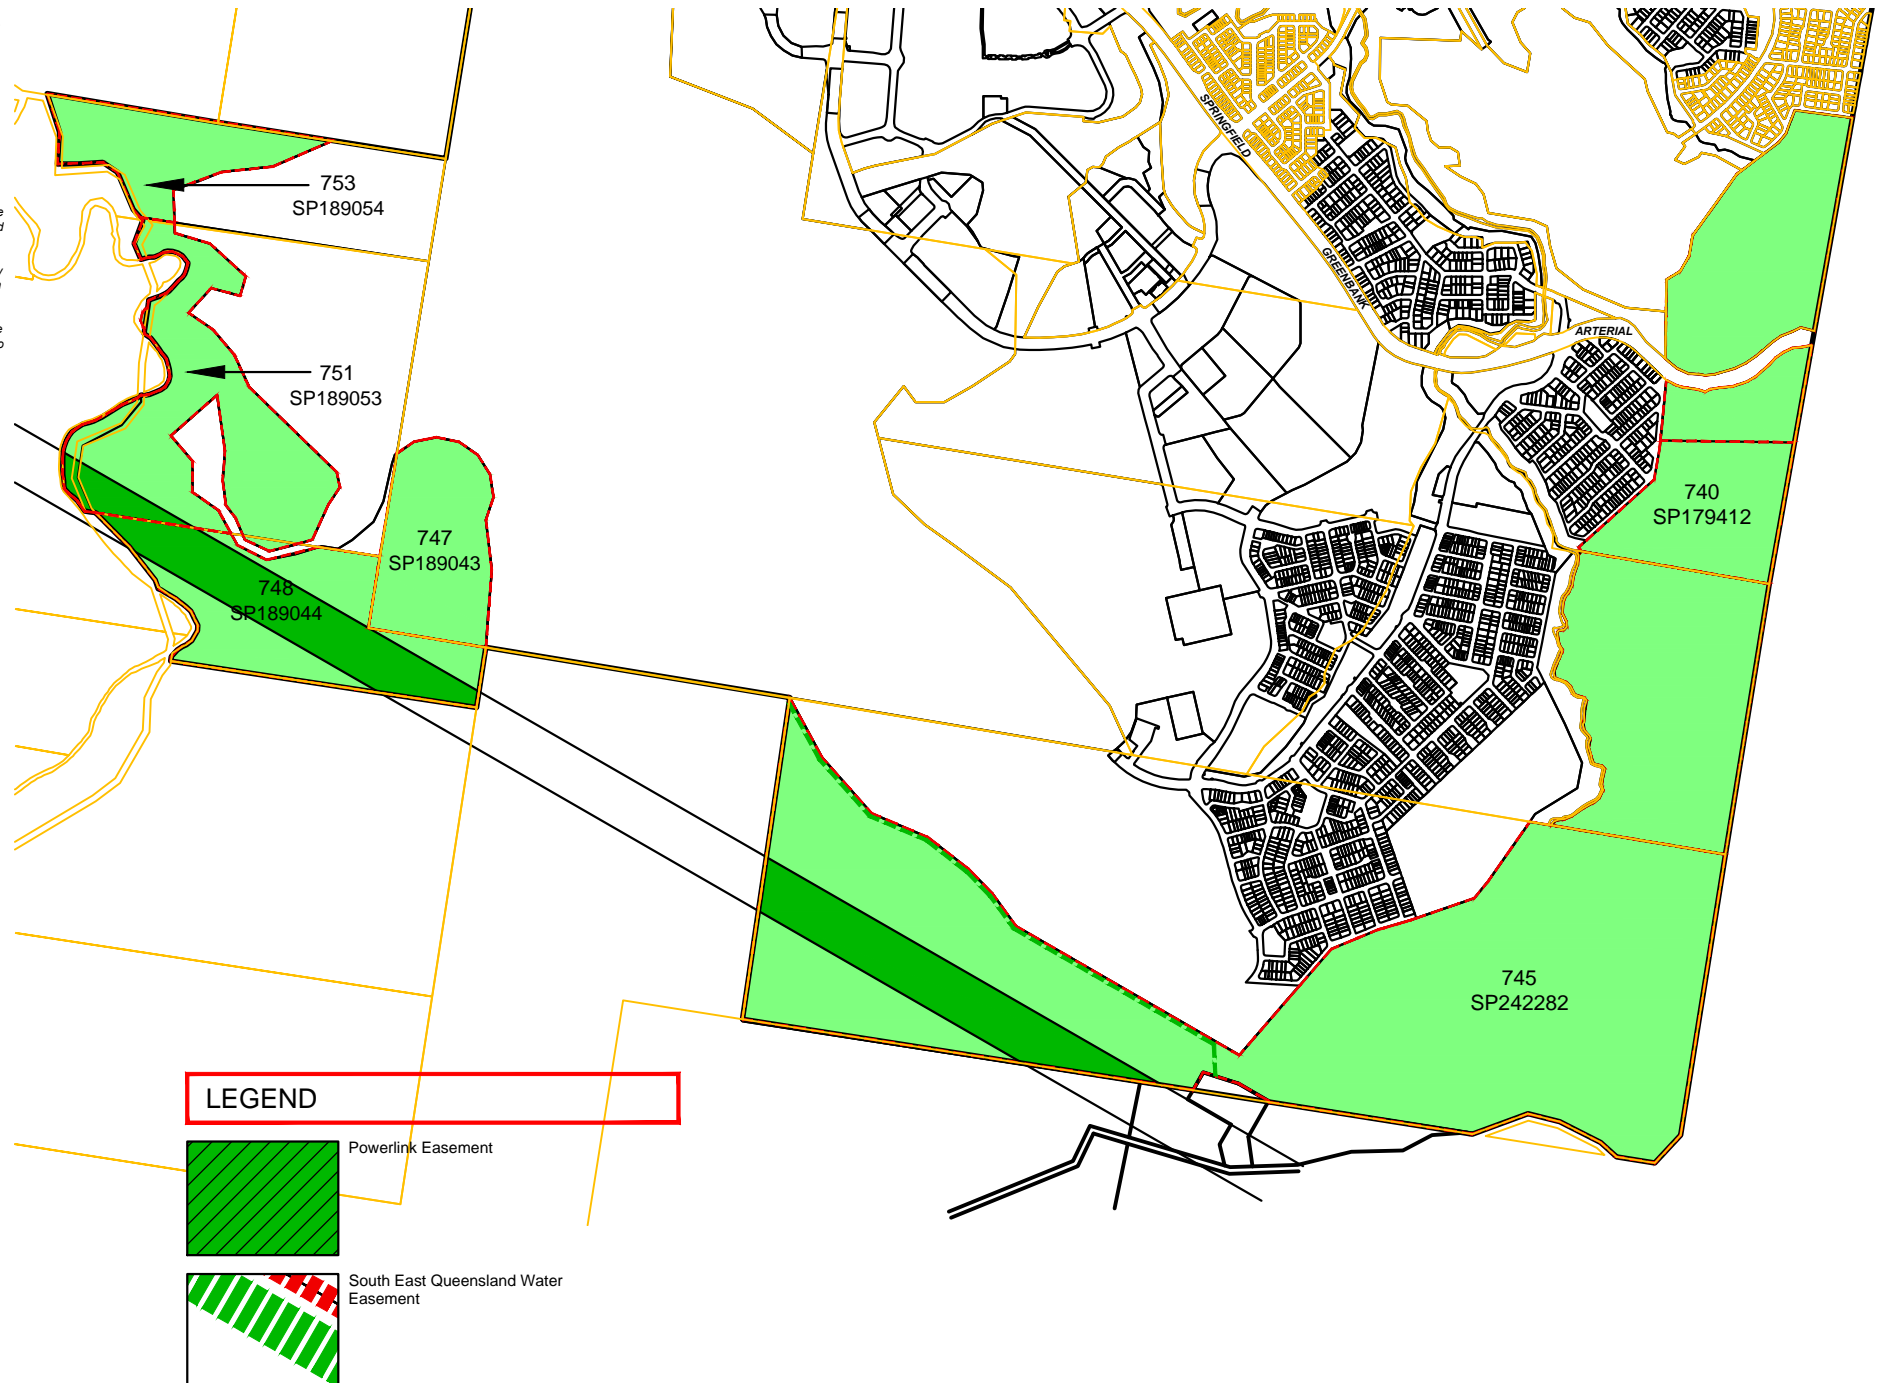 SPRINGFIELD
GREENBANK
ARTERIAL
753
SP189054
751
SP189053
747
SP189043
748
SP189044
740
SP179412
745
SP242282
LEGEND
Powerlink Easement
South East Queensland Water
Easement